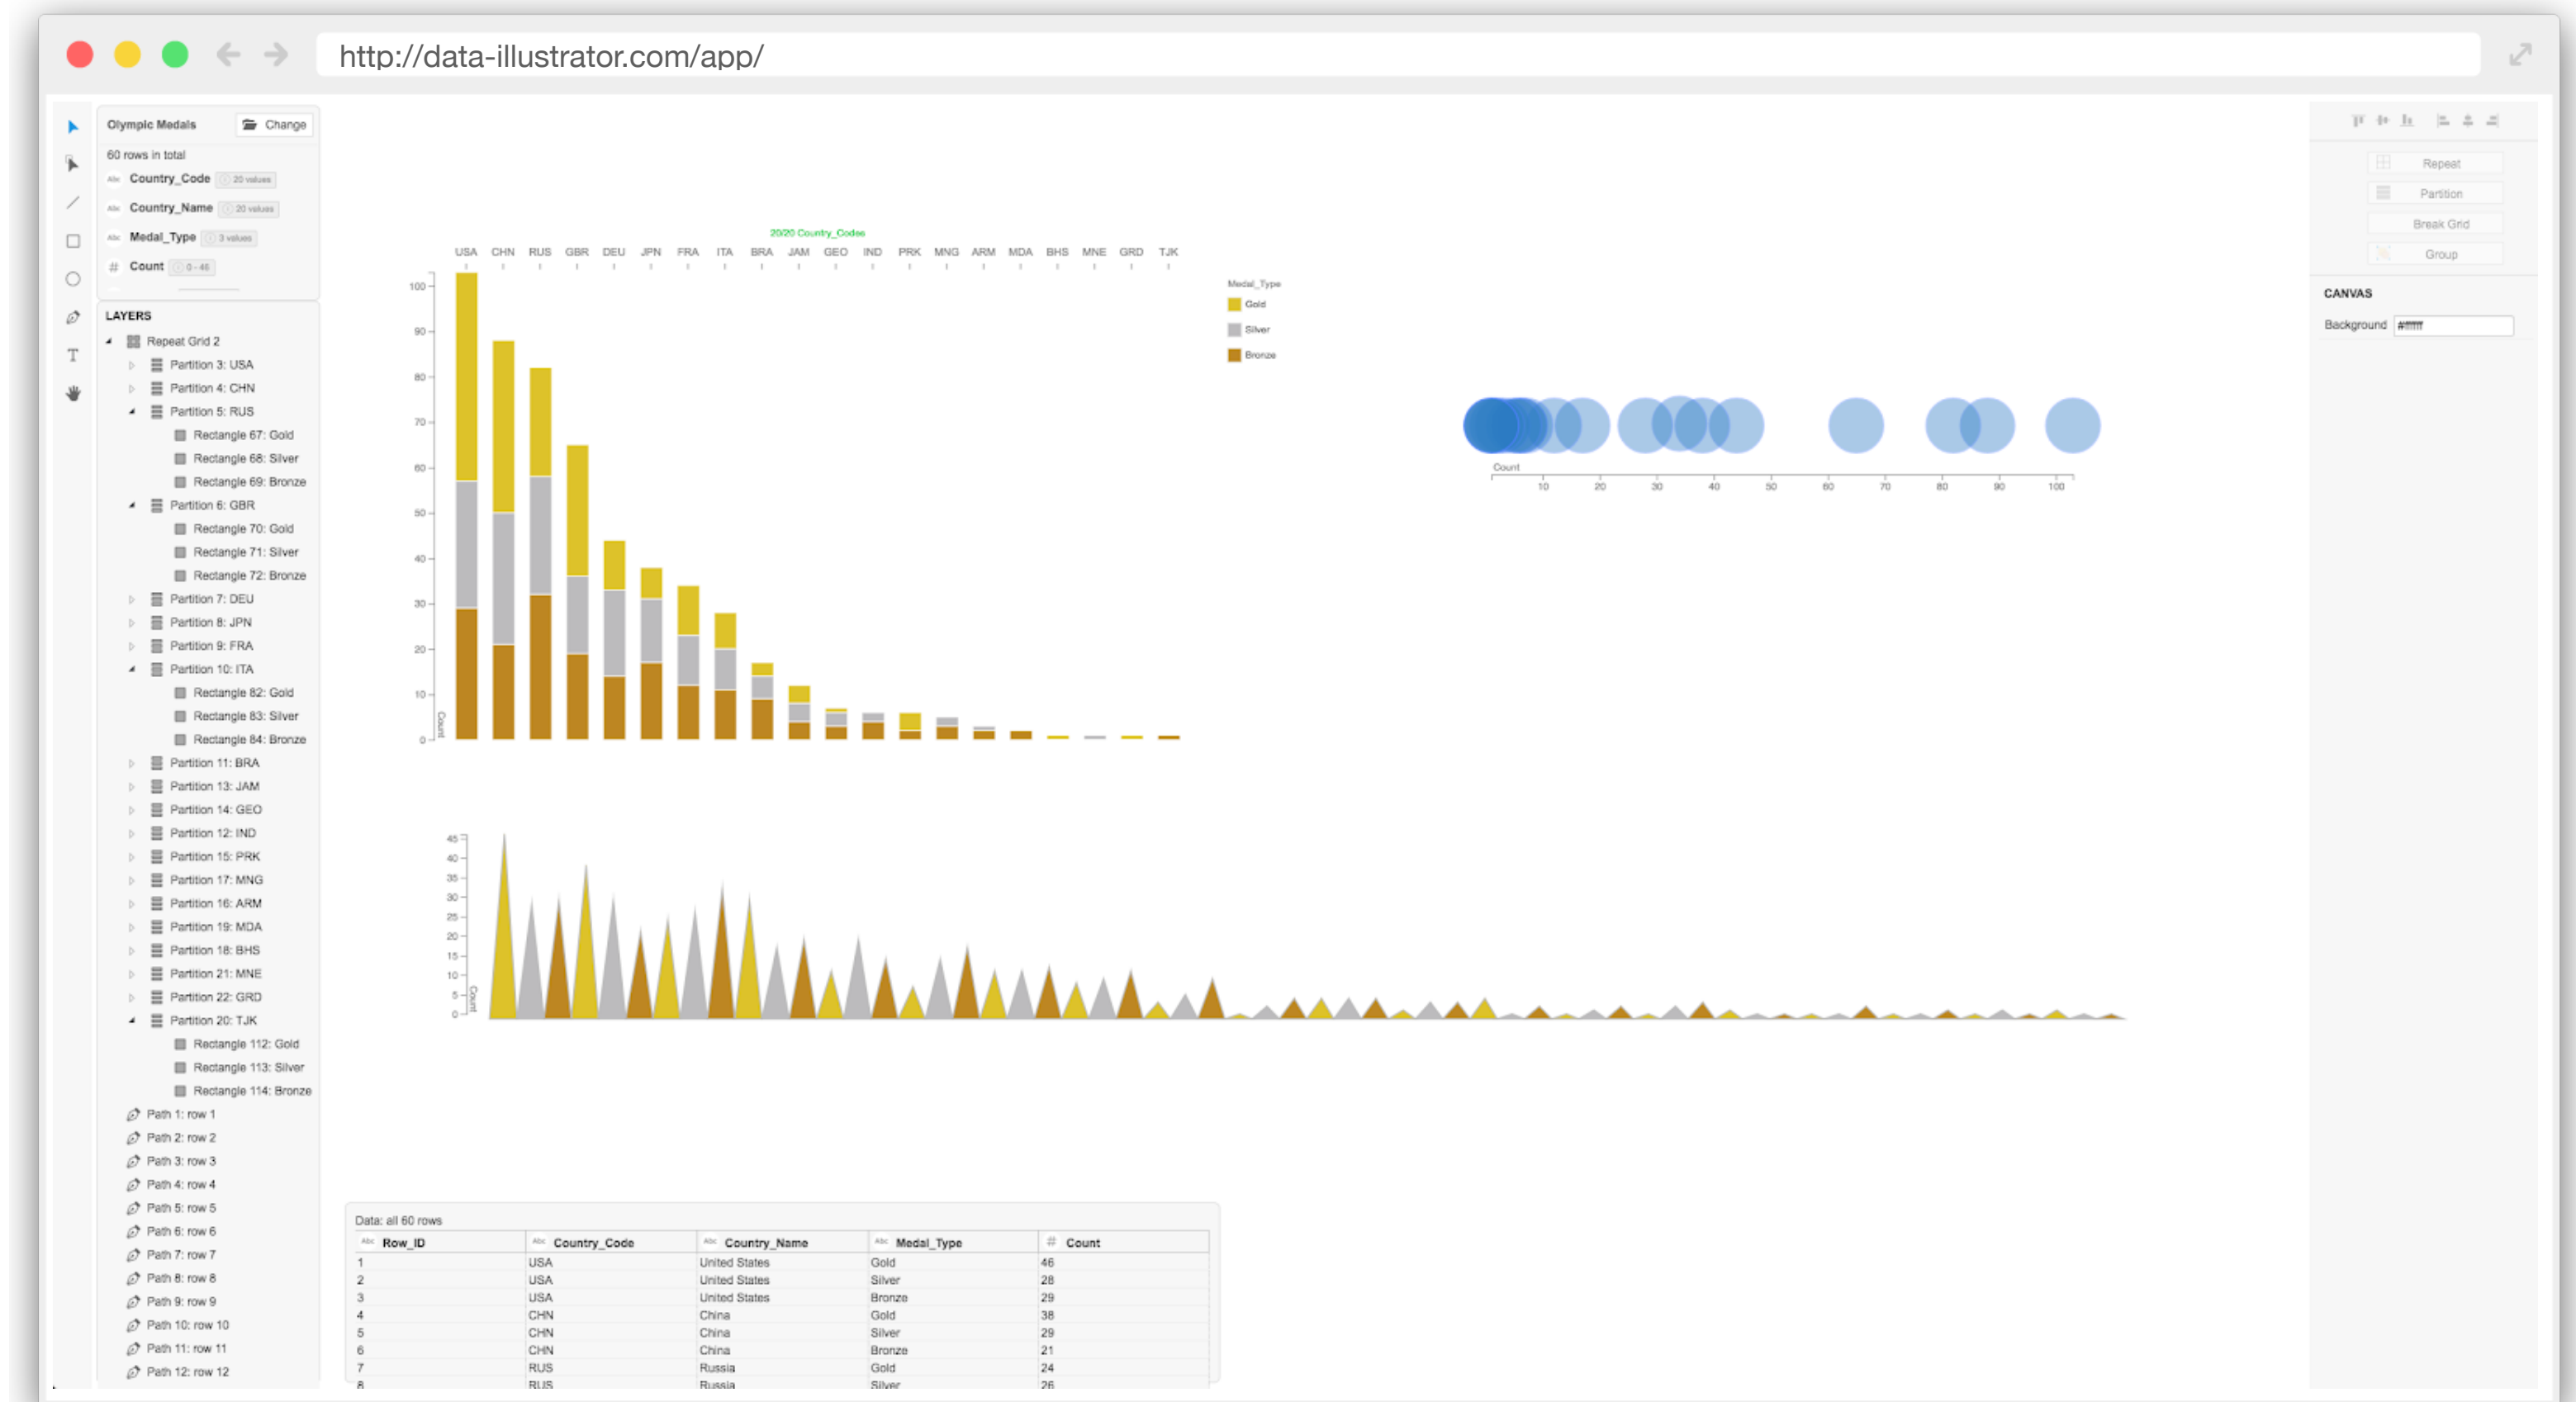 http://data-illustrator.com/app/
Olympic Medals
Change
60 rows in total
Abc Country_Code 20 values
Abc Country_Name 20 values
Abc Medal_Type 3 values
# Count 0 - 46
LAYERS
Repeat Grid 2
Partition 3: USA
Partition 4: CHN
Partition 5: RUS
Rectangle 67: Gold
Rectangle 68: Silver
Rectangle 69: Bronze
Partition 6: GBR
Rectangle 70: Gold
Rectangle 71: Silver
Rectangle 72: Bronze
Partition 7: DEU
Partition 8: JPN
Partition 9: FRA
Partition 10: ITA
Rectangle 82: Gold
Rectangle 83: Silver
Rectangle 84: Bronze
Partition 11: BRA
Partition 13: JAM
Partition 14: GEO
Partition 12: IND
Partition 15: PRK
Partition 17: MNG
Partition 16: ARM
Partition 19: MDA
Partition 18: BHS
Partition 21: MNE
Partition 22: GRD
Partition 20: TJK
Rectangle 112: Gold
Rectangle 113: Silver
Rectangle 114: Bronze
Path 1: row 1
Path 2: row 2
Path 3: row 3
Path 4: row 4
Path 5: row 5
Path 6: row 6
Path 7: row 7
Path 8: row 8
Path 9: row 9
Path 10: row 10
Path 11: row 11
Path 12: row 12
20/20 Country_Codes
USA CHN RUS GBR DEU JPN FRA ITA BRA JAM GEO IND PRK MNG ARM MDA BHS MNE GRD TJK
100
90
80
70
60
50
40
30
20
10
0
Count
Medal_Type
Gold
Silver
Bronze
Count
10 20 30 40 50 60 70 80 90 100
45
40
35
30
25
20
15
10
5
0
Count
Data: all 60 rows
Abc Row_ID Abc Country_Code Abc Country_Name Abc Medal_Type # Count
1 USA United States Gold 46
2 USA United States Silver 28
3 USA United States Bronze 29
4 CHN China Gold 38
5 CHN China Silver 29
6 CHN China Bronze 21
7 RUS Russia Gold 24
8 RUS Russia Silver 26
Repeat
Partition
Break Grid
Group
CANVAS
Background #ffffff
T